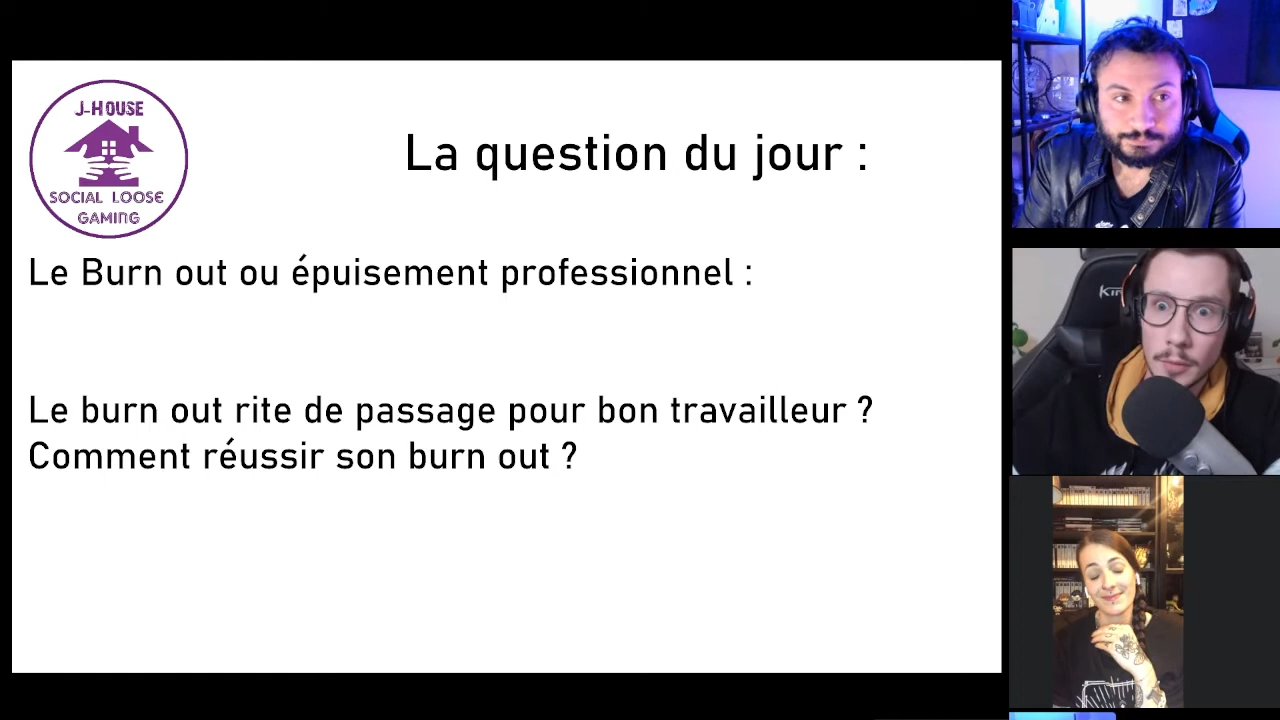 J-HOUSE
SOCIAL LOOSE
GAMING
La question du jour :
Le Burn out ou épuisement professionnel :
Le burn out rite de passage pour bon travailleur ?
Comment réussir son burn out ?